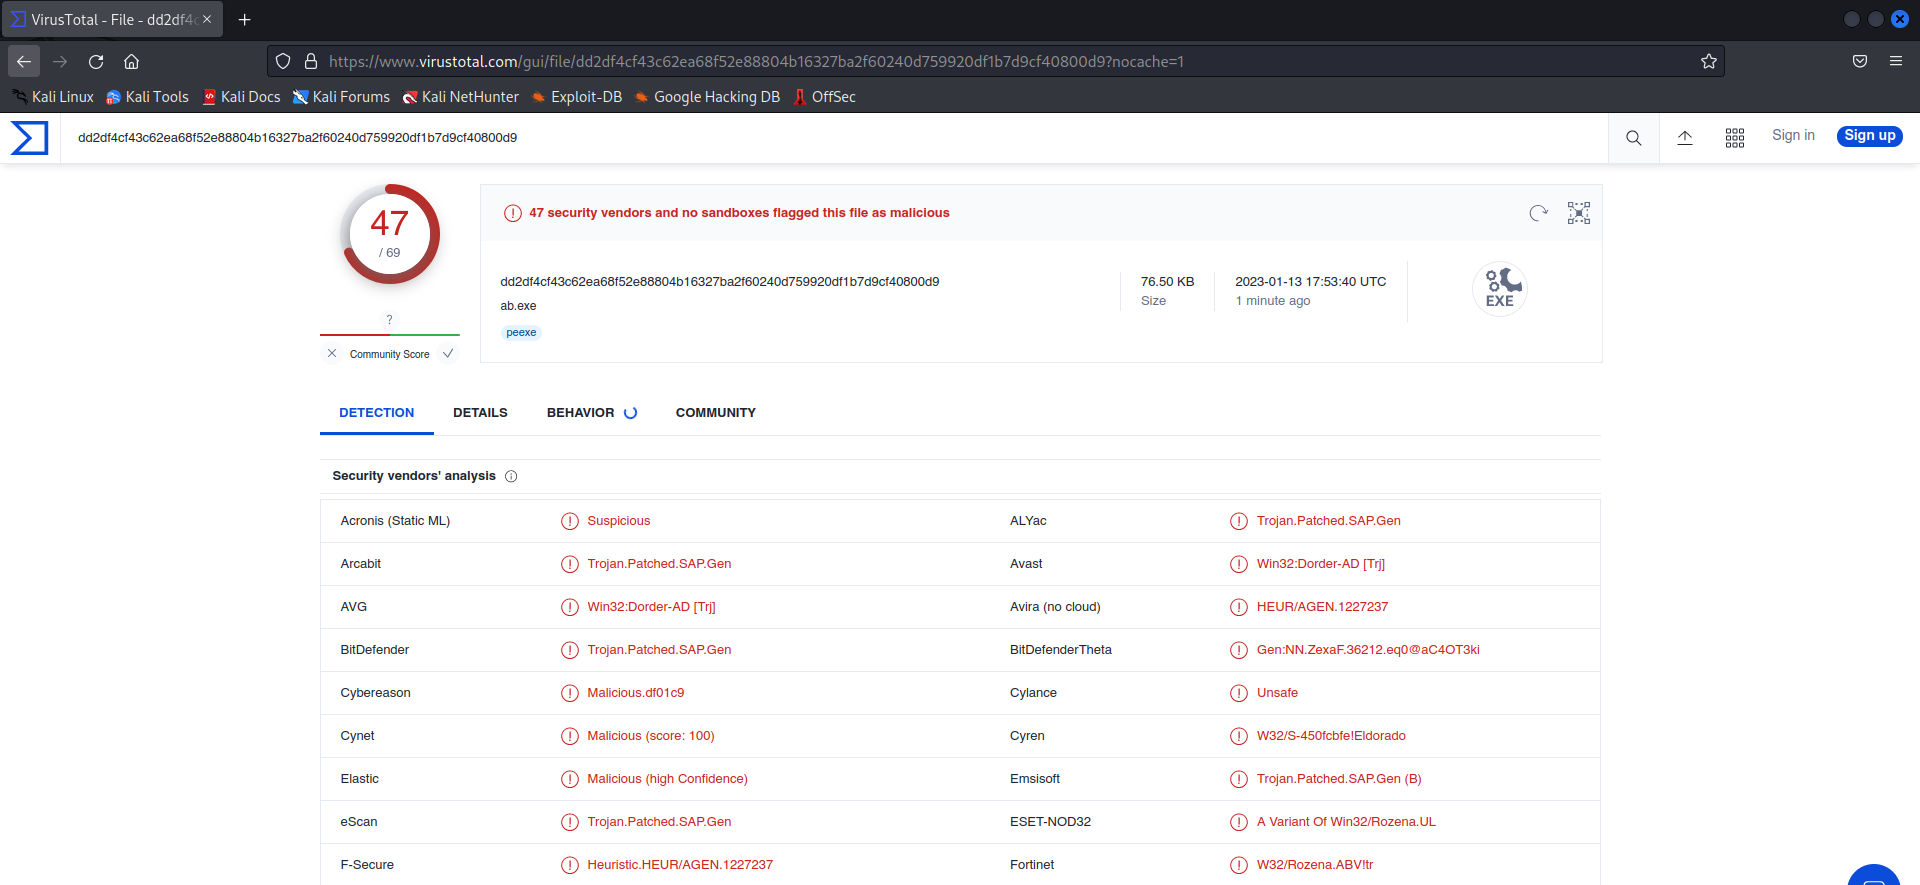 VirusTotal - File - dd2df4c
https://www.virustotal.com/gui/file/dd2df4cf43c62ea68f52e88804b16327ba2f60240d759920df1b7d9cf40800d9?nocache=1
Kali Linux Kali Tools Kali Docs Kali Forums Kali NetHunter Exploit-DB Google Hacking DB OffSec
dd2df4cf43c62ea68f52e88804b16327ba2f60240d759920df1b7d9cf40800d9 Sign in Sign up
47
/ 69
?
Community Score
47 security vendors and no sandboxes flagged this file as malicious
dd2df4cf43c62ea68f52e88804b16327ba2f60240d759920df1b7d9cf40800d9
ab.exe
peexe
76.50 KB
Size
2023-01-13 17:53:40 UTC
1 minute ago
EXE
DETECTION DETAILS BEHAVIOR COMMUNITY
Security vendors' analysis
Acronis (Static ML) Suspicious ALYac Trojan.Patched.SAP.Gen
Arcabit Trojan.Patched.SAP.Gen Avast Win32:Dorder-AD [Trj]
AVG Win32:Dorder-AD [Trj] Avira (no cloud) HEUR/AGEN.1227237
BitDefender Trojan.Patched.SAP.Gen BitDefenderTheta Gen:NN.ZexaF.36212.eq0@aC4OT3ki
Cybereason Malicious.df01c9 Cylance Unsafe
Cynet Malicious (score: 100) Cyren W32/S-450fcbfe!Eldorado
Elastic Malicious (high Confidence) Emsisoft Trojan.Patched.SAP.Gen (B)
eScan Trojan.Patched.SAP.Gen ESET-NOD32 A Variant Of Win32/Rozena.UL
F-Secure Heuristic.HEUR/AGEN.1227237 Fortinet W32/Rozena.ABV!tr